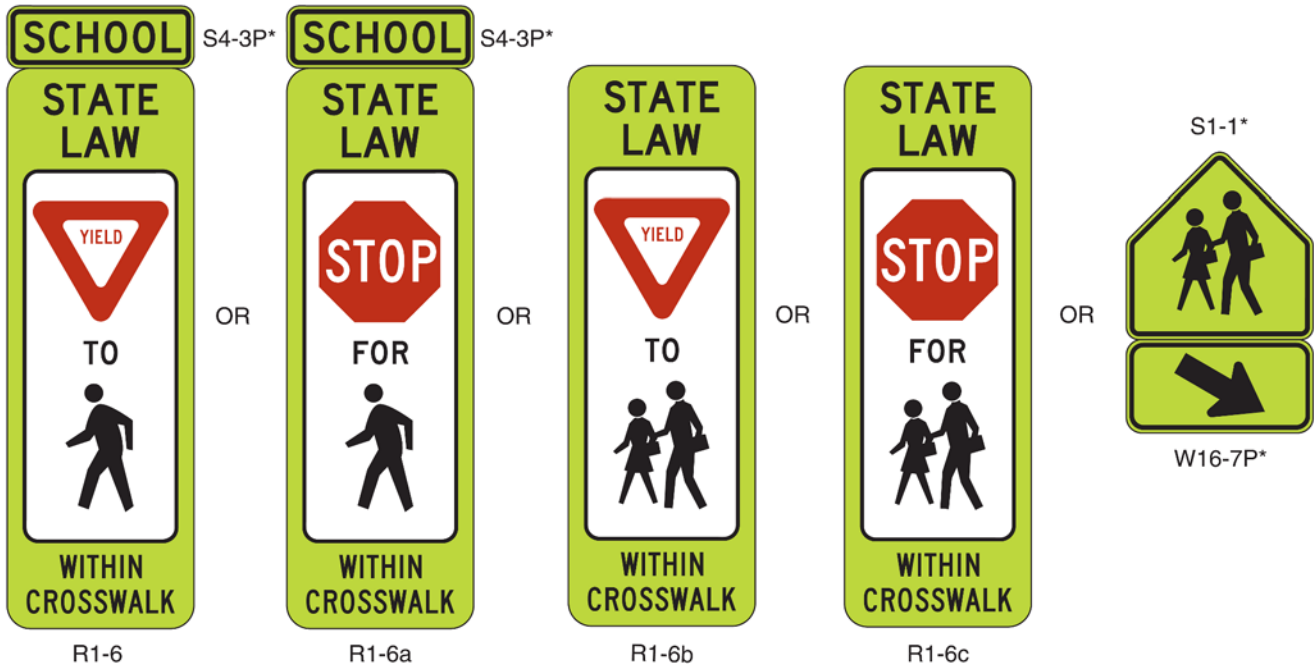 SCHOOL
S4-3P*
STATE
LAW
YIELD
TO
WITHIN
CROSSWALK
R1-6
OR
SCHOOL
S4-3P*
STATE
LAW
STOP
FOR
WITHIN
CROSSWALK
R1-6a
OR
STATE
LAW
YIELD
TO
WITHIN
CROSSWALK
R1-6b
OR
STATE
LAW
STOP
FOR
WITHIN
CROSSWALK
R1-6c
OR
S1-1*
W16-7P*